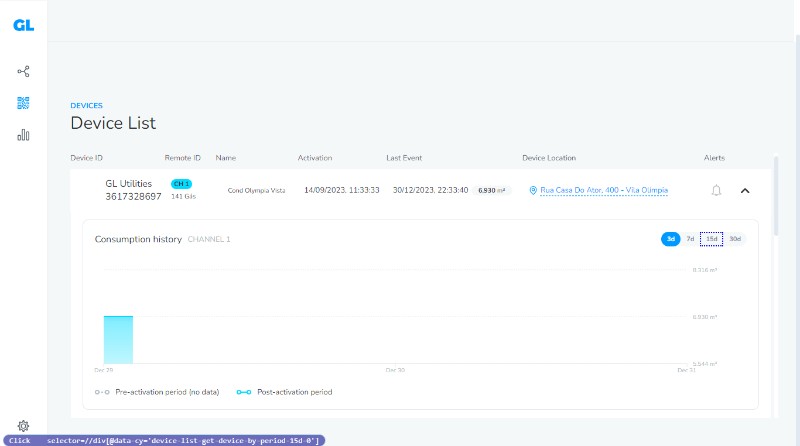 GL
DEVICES
Device List
Device ID Remote ID Name Activation Last Event Device Location Alerts
GL Utilities
3617328697
CH 1
141 Gás
Cond Olympia Vista
14/09/2023, 11:33:33
30/12/2023, 22:33:40
6.930 m³
Rua Casa Do Ator, 400 - Vila Olímpia
Consumption history CHANNEL 1
3d 7d 15d 30d
8,316 m³
6,930 m³
5,544 m³
Dec 29 Dec 30 Dec 31
Pre-activation period (no data) Post-activation period
Click selector=//div[@data-cy='device-list-get-device-by-period-15d-0']